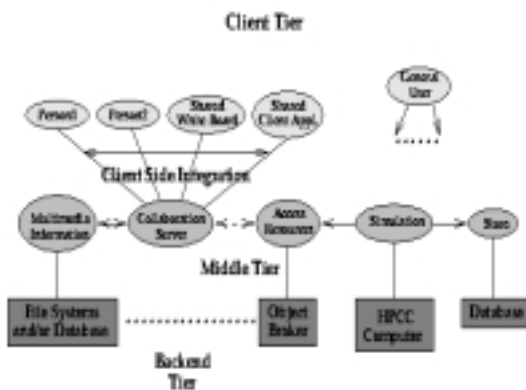 Client Tier
Person1
Person2
Shared
White Board
Shared
Client Appl.
General
User
Client Side Integration
Multimedia
Information
Collaboration
Server
Access
Resources
Simulation
Store
Middle Tier
File Systems
and/or Database
Object
Broker
HPCC
Computer
Database
Backend
Tier